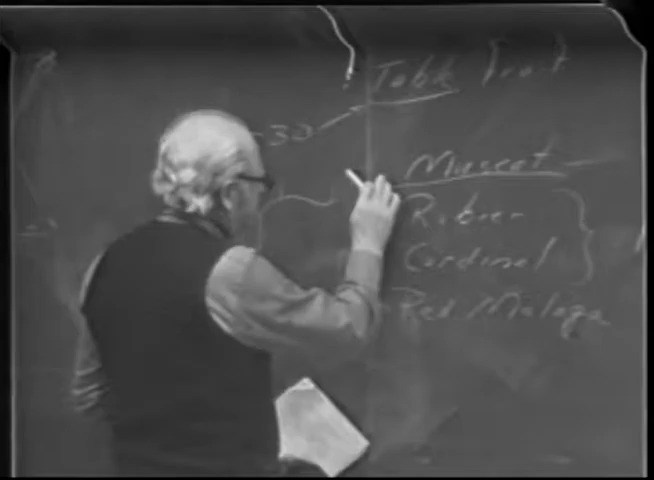 Table Fruit
30
Muscat
Ribier
Cardinal
Red Malaga